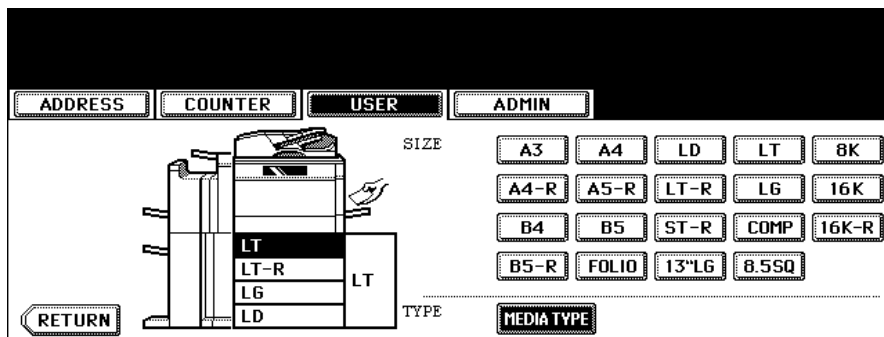 ADDRESS COUNTER USER ADMIN
SIZE
A3 A4 LD LT 8K
A4-R A5-R LT-R LG 16K
B4 B5 ST-R COMP 16K-R
B5-R FOLIO 13"LG 8.5SQ
LT
LT-R
LG
LD
LT
TYPE
MEDIA TYPE
RETURN